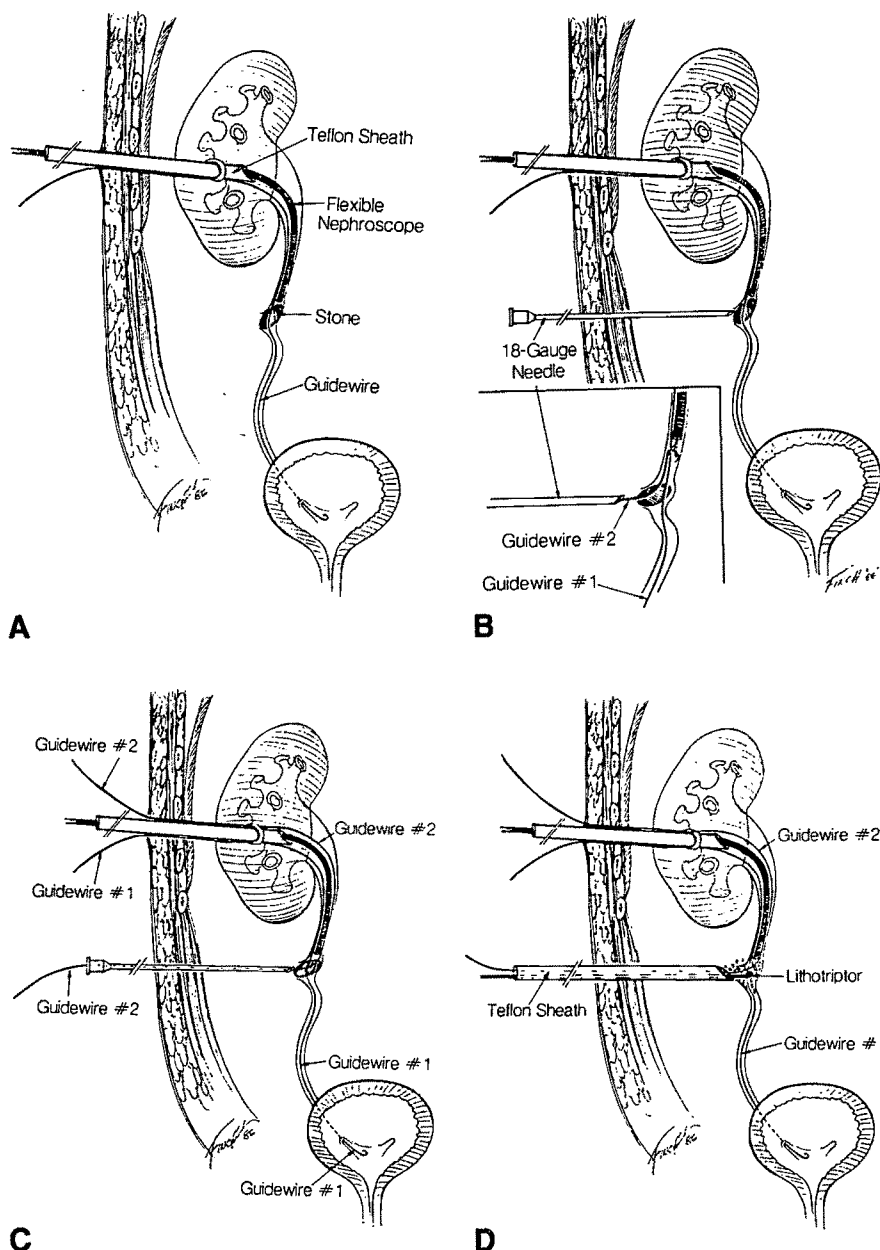 Teflon Sheath
Flexible
Nephroscope
Stone
Guidewire
A
18-Gauge
Needle
Guidewire #2
Guidewire #1
B
Guidewire #2
Guidewire #2
Guidewire #1
Guidewire #2
Guidewire #1
Guidewire #1
C
Guidewire #2
Lithotriptor
Teflon Sheath
Guidewire #
D